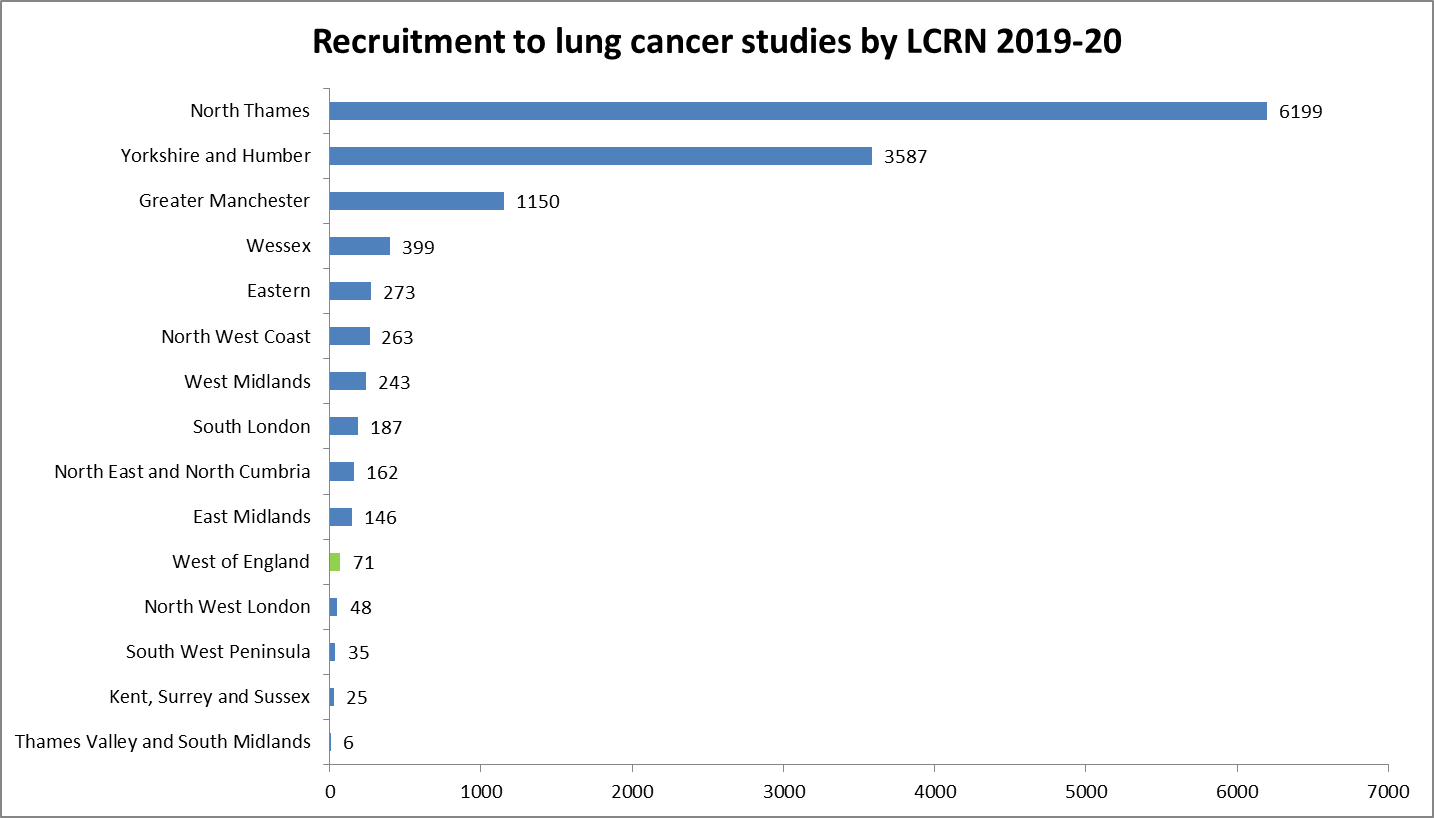 Recruitment to lung cancer studies by LCRN 2019-20
North Thames 6199
Yorkshire and Humber 3587
Greater Manchester 1150
Wessex 399
Eastern 273
North West Coast 263
West Midlands 243
South London 187
North East and North Cumbria 162
East Midlands 146
West of England 71
North West London 48
South West Peninsula 35
Kent, Surrey and Sussex 25
Thames Valley and South Midlands 6
0 1000 2000 3000 4000 5000 6000 7000